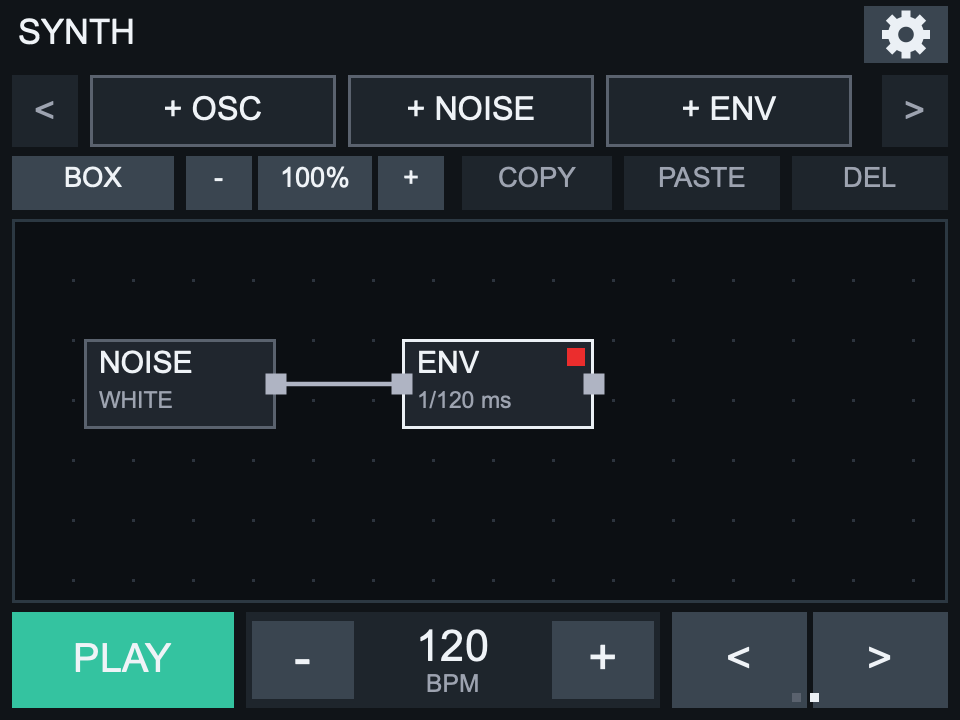 SYNTH
< + OSC + NOISE + ENV >
BOX - 100% + COPY PASTE DEL
NOISE
WHITE
ENV
1/120 ms
PLAY - 120 + < >
BPM